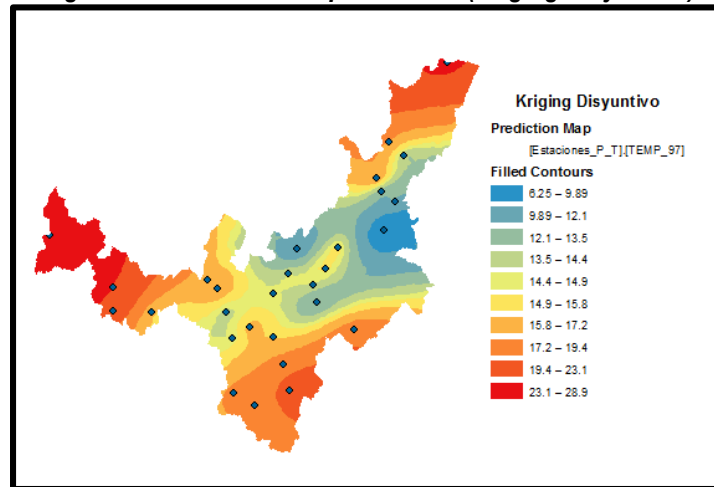 Kriging Disyuntivo
Prediction Map
[Estaciones_P_T].[TEMP_97]
Filled Contours
6.25 – 9.89
9.89 – 12.1
12.1 – 13.5
13.5 – 14.4
14.4 – 14.9
14.9 – 15.8
15.8 – 17.2
17.2 – 19.4
19.4 – 23.1
23.1 – 28.9